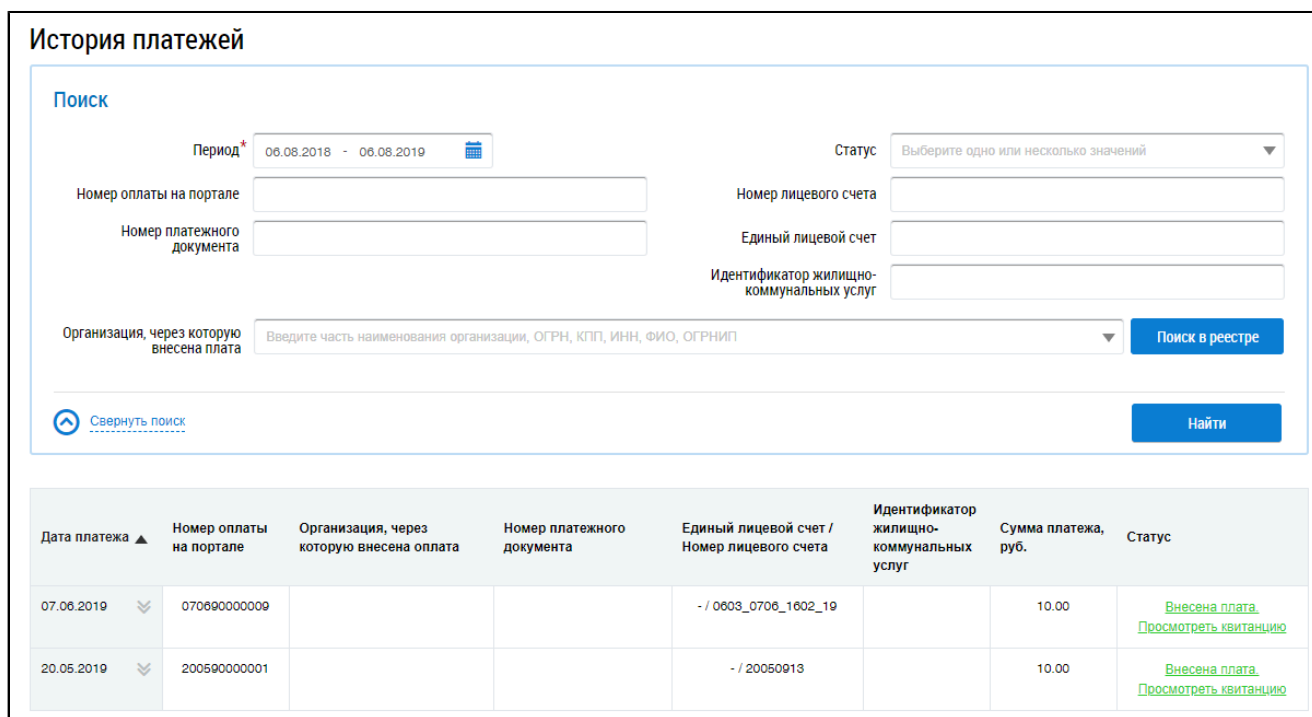 История платежей
Поиск
Период* 06.08.2018 - 06.08.2019
Статус Выберите одно или несколько значений
Номер оплаты на портале
Номер лицевого счета
Номер платежного
документа
Единый лицевой счет
Идентификатор жилищно-
коммунальных услуг
Организация, через которую
внесена плата
Введите часть наименования организации, ОГРН, КПП, ИНН, ФИО, ОГРНИП
Поиск в реестре
Свернуть поиск
Найти
Дата платежа ▲
Номер оплаты
на портале
Организация, через
которую внесена оплата
Номер платежного
документа
Единый лицевой счет /
Номер лицевого счета
Идентификатор
жилищно-
коммунальных
услуг
Сумма платежа,
руб.
Статус
07.06.2019 070690000009 - / 0603_0706_1602_19 10.00 Внесена плата.
Просмотреть квитанцию
20.05.2019 200590000001 - / 20050913 10.00 Внесена плата.
Просмотреть квитанцию